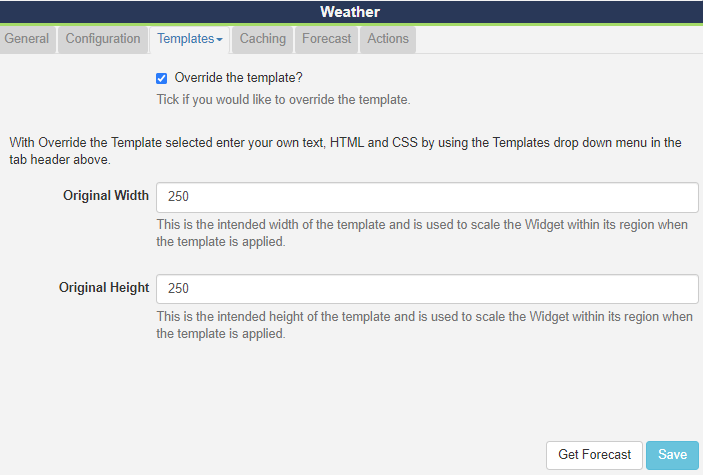 Weather
General Configuration Templates Caching Forecast Actions
Override the template?
Tick if you would like to override the template.
With Override the Template selected enter your own text, HTML and CSS by using the Templates drop down menu in the
tab header above.
Original Width 250
This is the intended width of the template and is used to scale the Widget within its region when
the template is applied.
Original Height 250
This is the intended height of the template and is used to scale the Widget within its region when
the template is applied.
Get Forecast Save